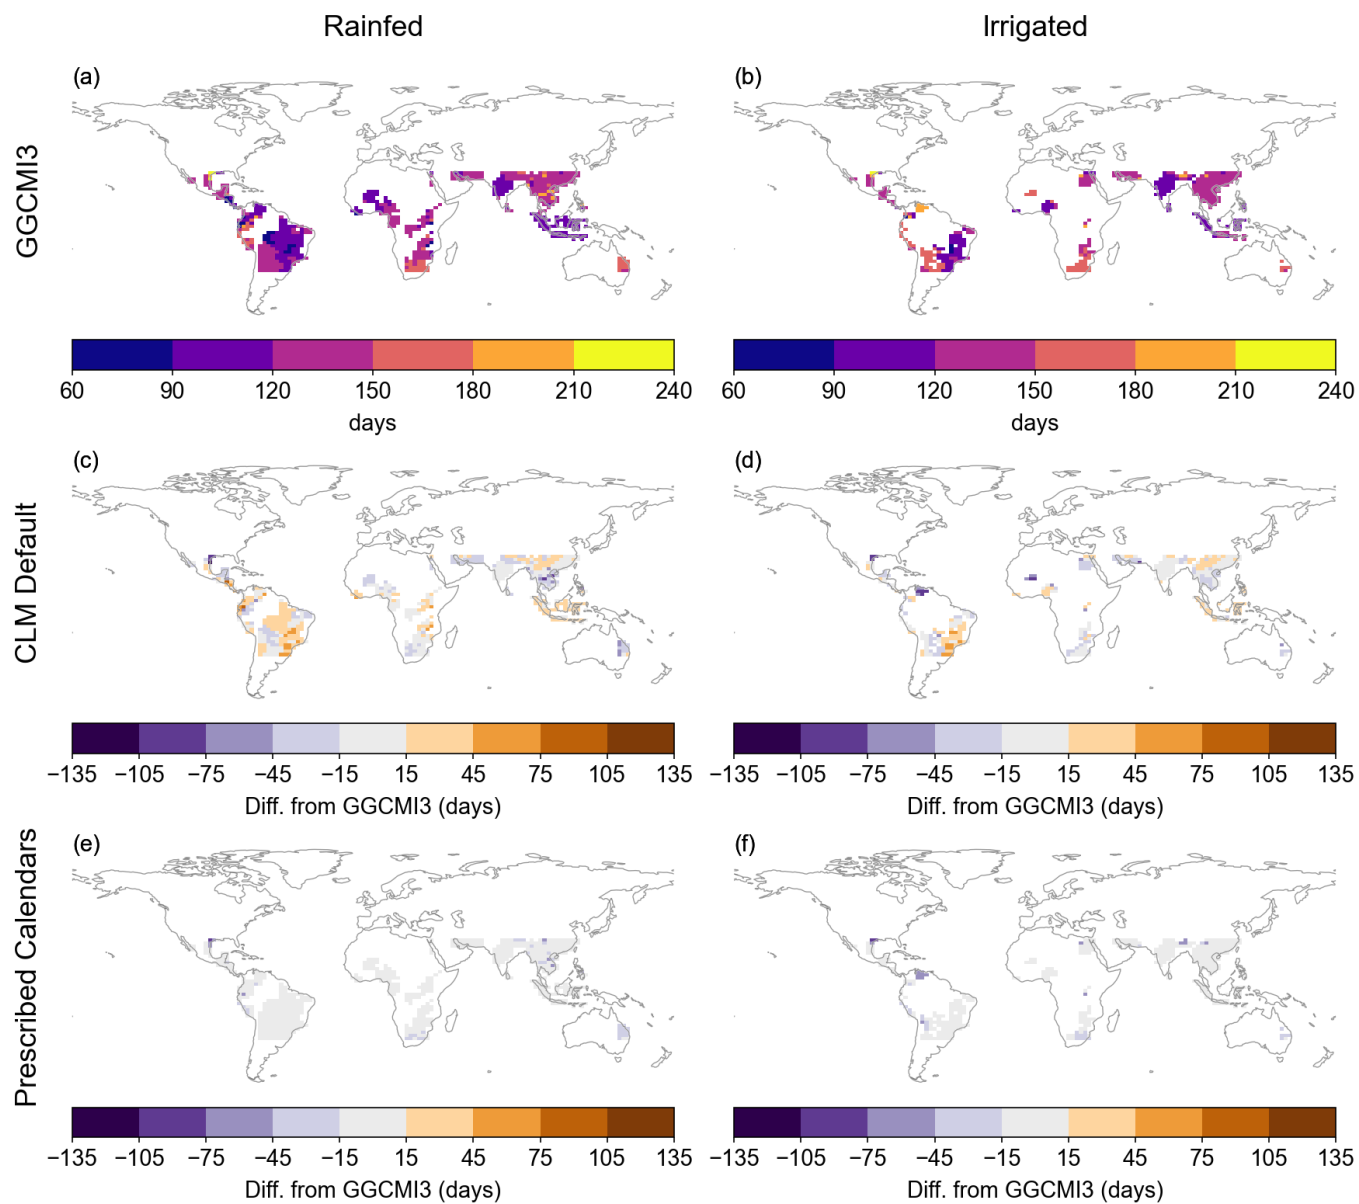 Rainfed
Irrigated
GGCMI3
(a)
(b)
60 90 120 150 180 210 240
days
60 90 120 150 180 210 240
days
CLM Default
(c)
(d)
−135 −105 −75 −45 −15 15 45 75 105 135
Diff. from GGCMI3 (days)
−135 −105 −75 −45 −15 15 45 75 105 135
Diff. from GGCMI3 (days)
Prescribed Calendars
(e)
(f)
−135 −105 −75 −45 −15 15 45 75 105 135
Diff. from GGCMI3 (days)
−135 −105 −75 −45 −15 15 45 75 105 135
Diff. from GGCMI3 (days)